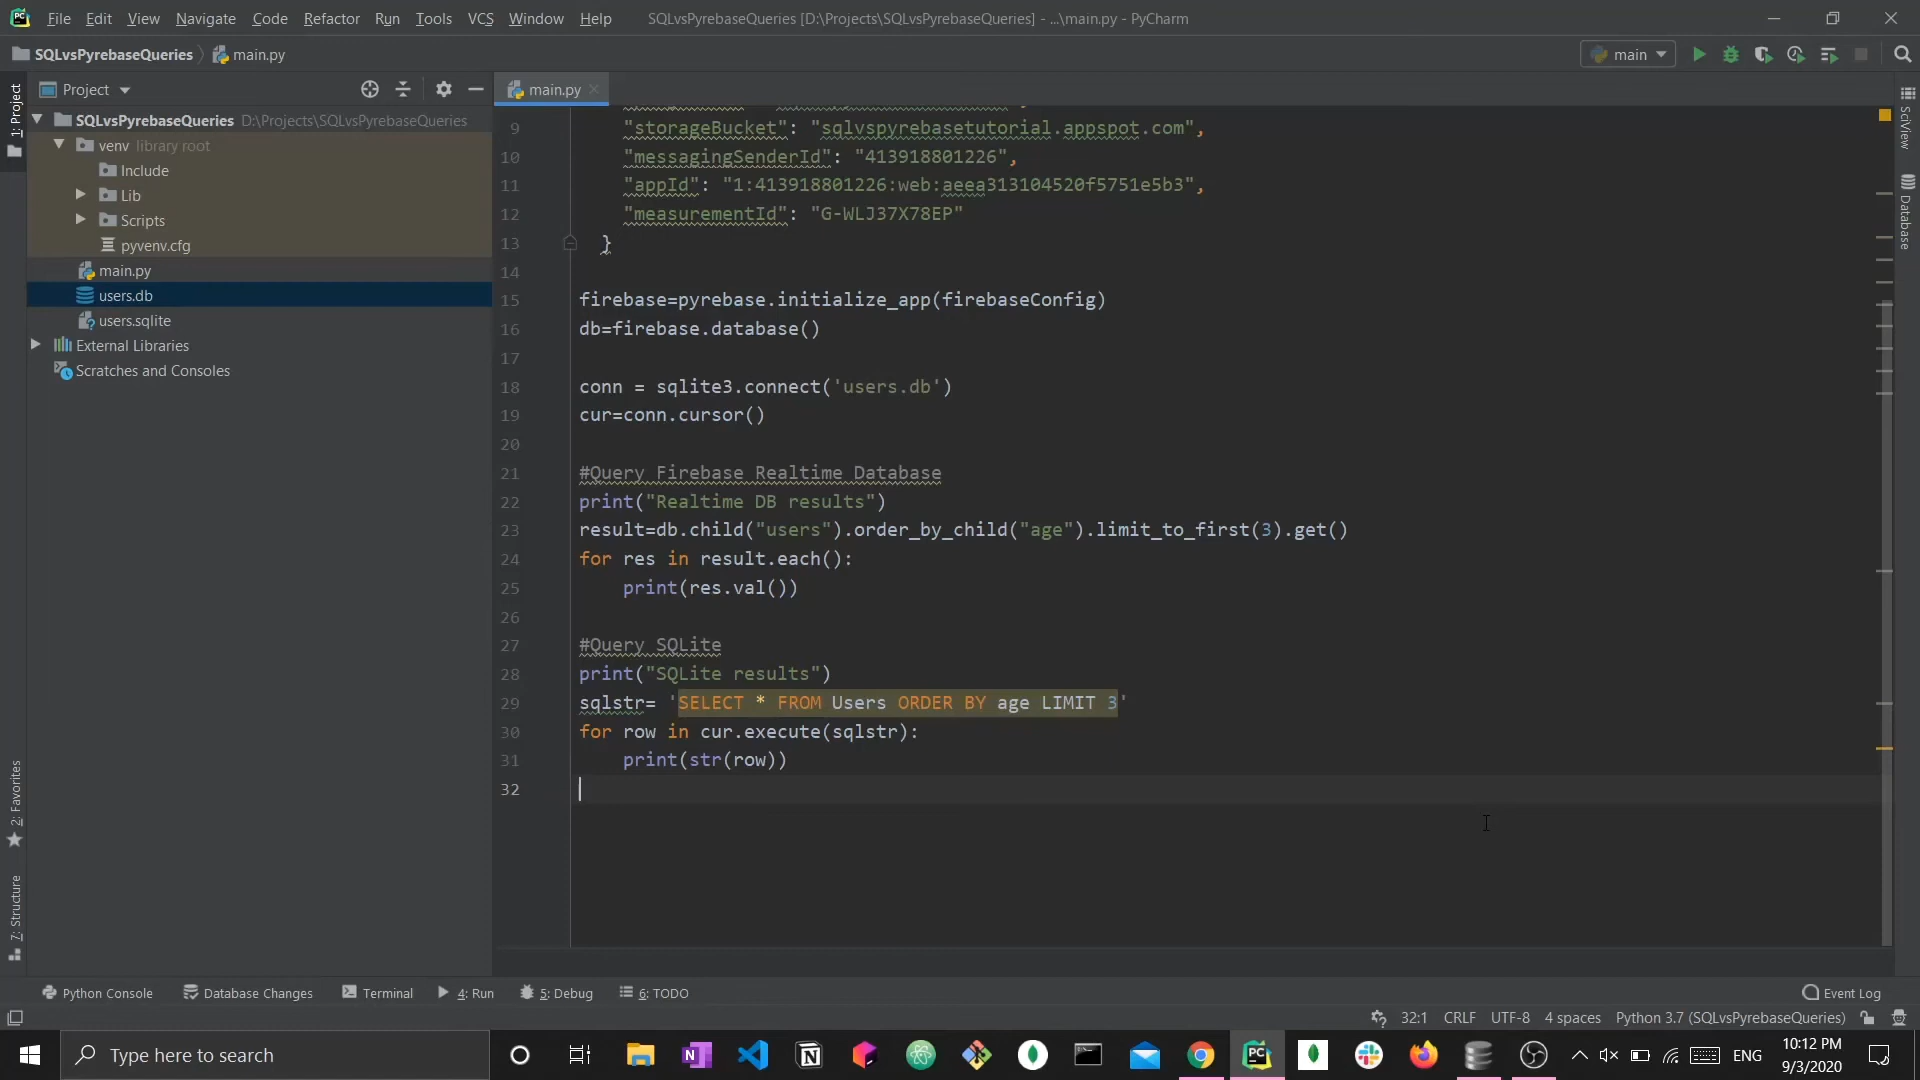 File Edit View Navigate Code Refactor Run Tools VCS Window Help SQLvsPyrebaseQueries [D:\Projects\SQLvsPyrebaseQueries] - ...\main.py - PyCharm
SQLvsPyrebaseQueries main.py main
Project main.py
1: Project
SQLvsPyrebaseQueries D:\Projects\SQLvsPyrebaseQueries
venv library root
Include
Lib
Scripts
pyvenv.cfg
main.py
users.db
users.sqlite
External Libraries
Scratches and Consoles
9 "storageBucket": "sqlvspyrebasetutorial.appspot.com",
10 "messagingSenderId": "413918801226",
11 "appId": "1:413918801226:web:aeea313104520f5751e5b3",
12 "measurementId": "G-WLJ37X78EP"
13 }
14
15 firebase=pyrebase.initialize_app(firebaseConfig)
16 db=firebase.database()
17
18 conn = sqlite3.connect('users.db')
19 cur=conn.cursor()
20
21 #Query Firebase Realtime Database
22 print("Realtime DB results")
23 result=db.child("users").order_by_child("age").limit_to_first(3).get()
24 for res in result.each():
25 print(res.val())
26
27 #Query SQLite
28 print("SQLite results")
29 sqlstr= 'SELECT * FROM Users ORDER BY age LIMIT 3'
30 for row in cur.execute(sqlstr):
31 print(str(row))
32
SciView
Database
2: Favorites
7: Structure
Python Console Database Changes Terminal 4: Run 5: Debug 6: TODO Event Log
32:1 CRLF UTF-8 4 spaces Python 3.7 (SQLvsPyrebaseQueries)
Type here to search ENG 10:12 PM
9/3/2020